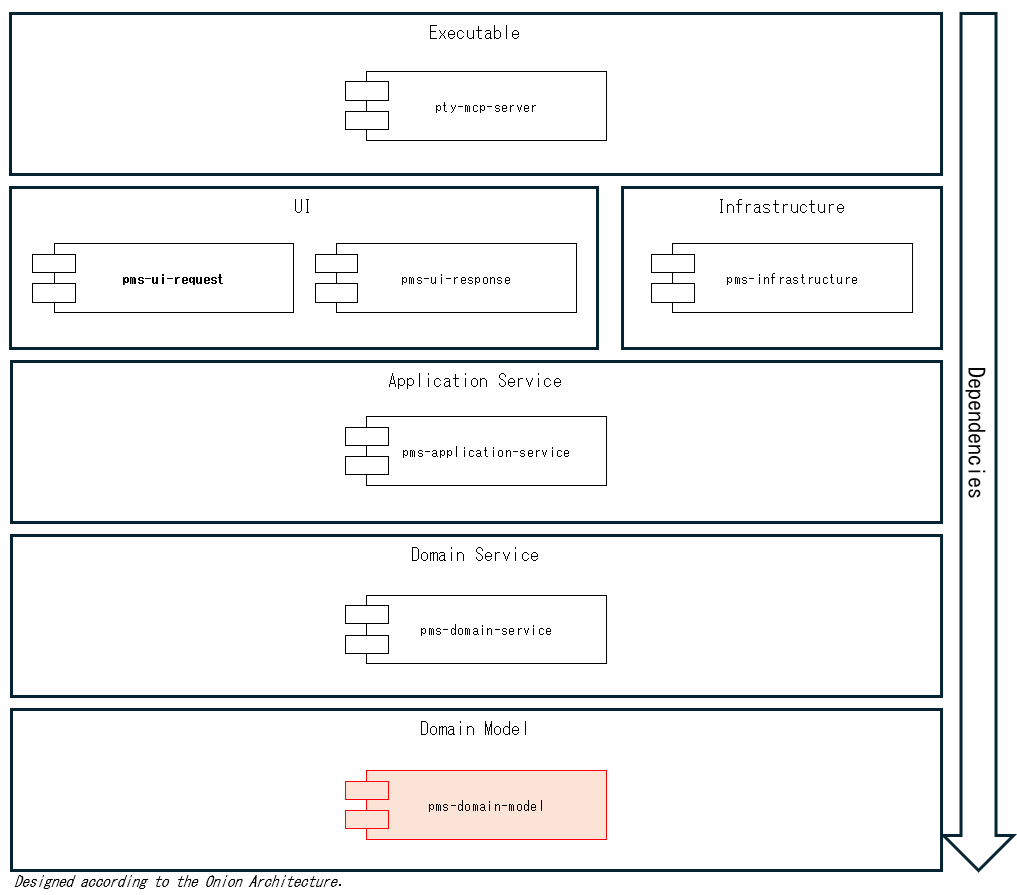 Executable
pty-mcp-server
UI
Infrastructure
pms-ui-request
pms-ui-response
pms-infrastructure
Application Service
pms-application-service
Dependencies
Domain Service
pms-domain-service
Domain Model
pms-domain-model
Designed according to the Onion Architecture.